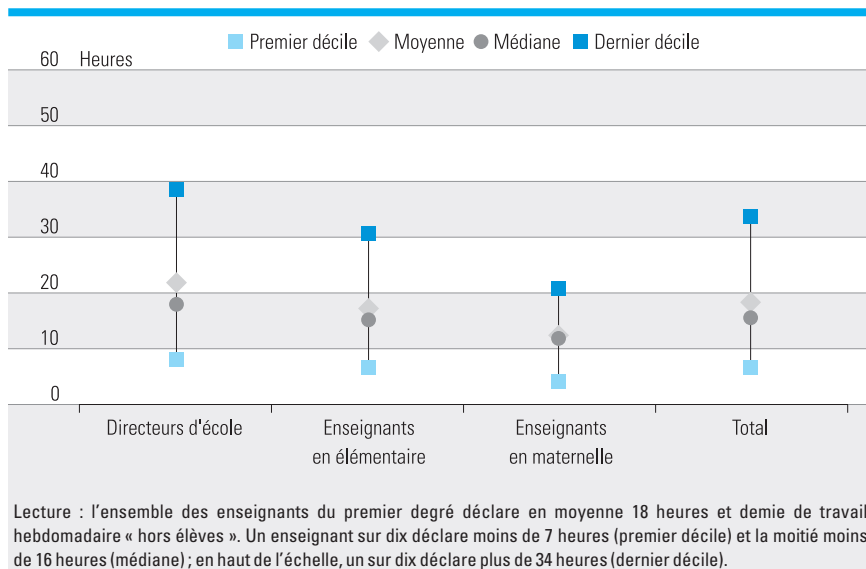 Premier décile Moyenne Médiane Dernier décile
60 Heures
50
40
30
20
10
0
Directeurs d'école Enseignants Enseignants Total
en élémentaire en maternelle
Lecture : l'ensemble des enseignants du premier degré déclare en moyenne 18 heures et demie de travail
hebdomadaire « hors élèves ». Un enseignant sur dix déclare moins de 7 heures (premier décile) et la moitié moins
de 16 heures (médiane) ; en haut de l'échelle, un sur dix déclare plus de 34 heures (dernier décile).